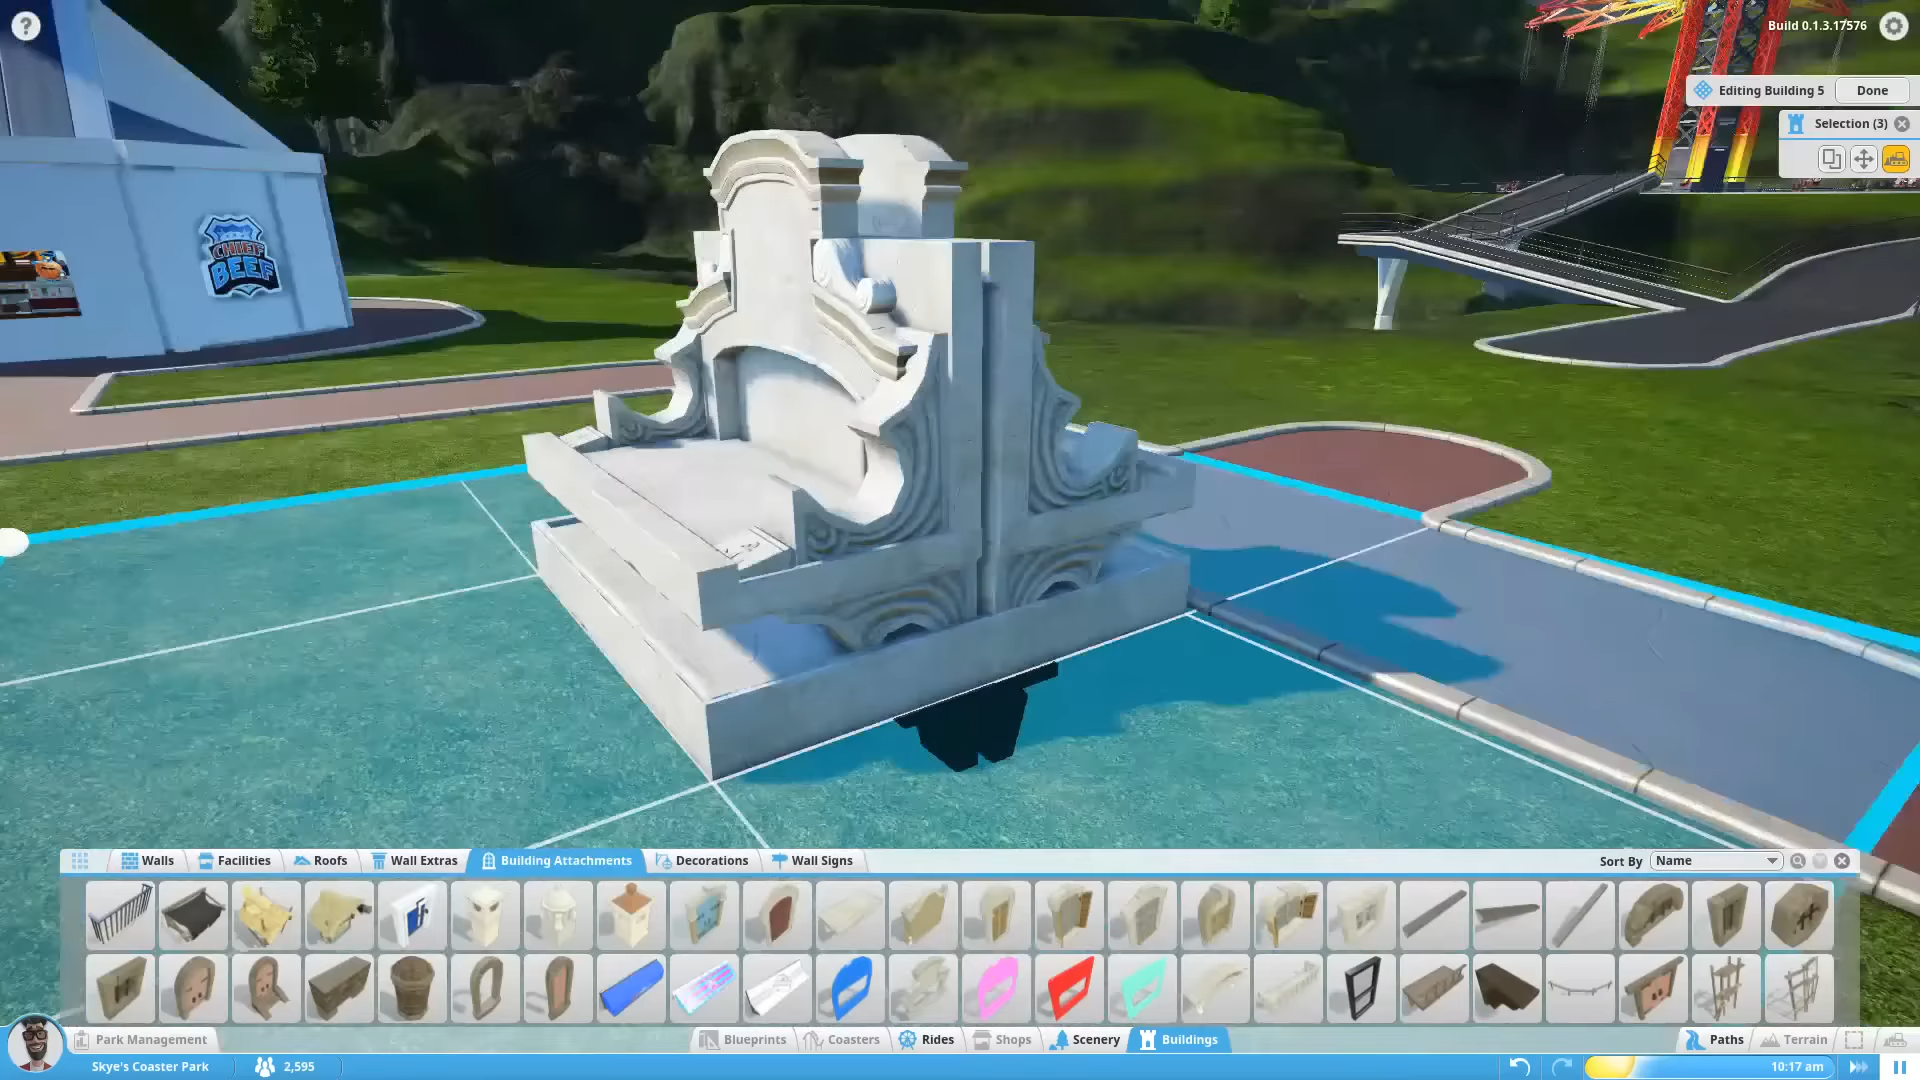 ?
Build 0.1.3.17576
Editing Building 5 Done
Selection (3)
CHIEF
BEEF
Walls Facilities Roofs Wall Extras Building Attachments Decorations Wall Signs Sort By Name
Park Management Blueprints Coasters Rides Shops Scenery Buildings Paths Terrain
Skye's Coaster Park 2,595 10:17 am